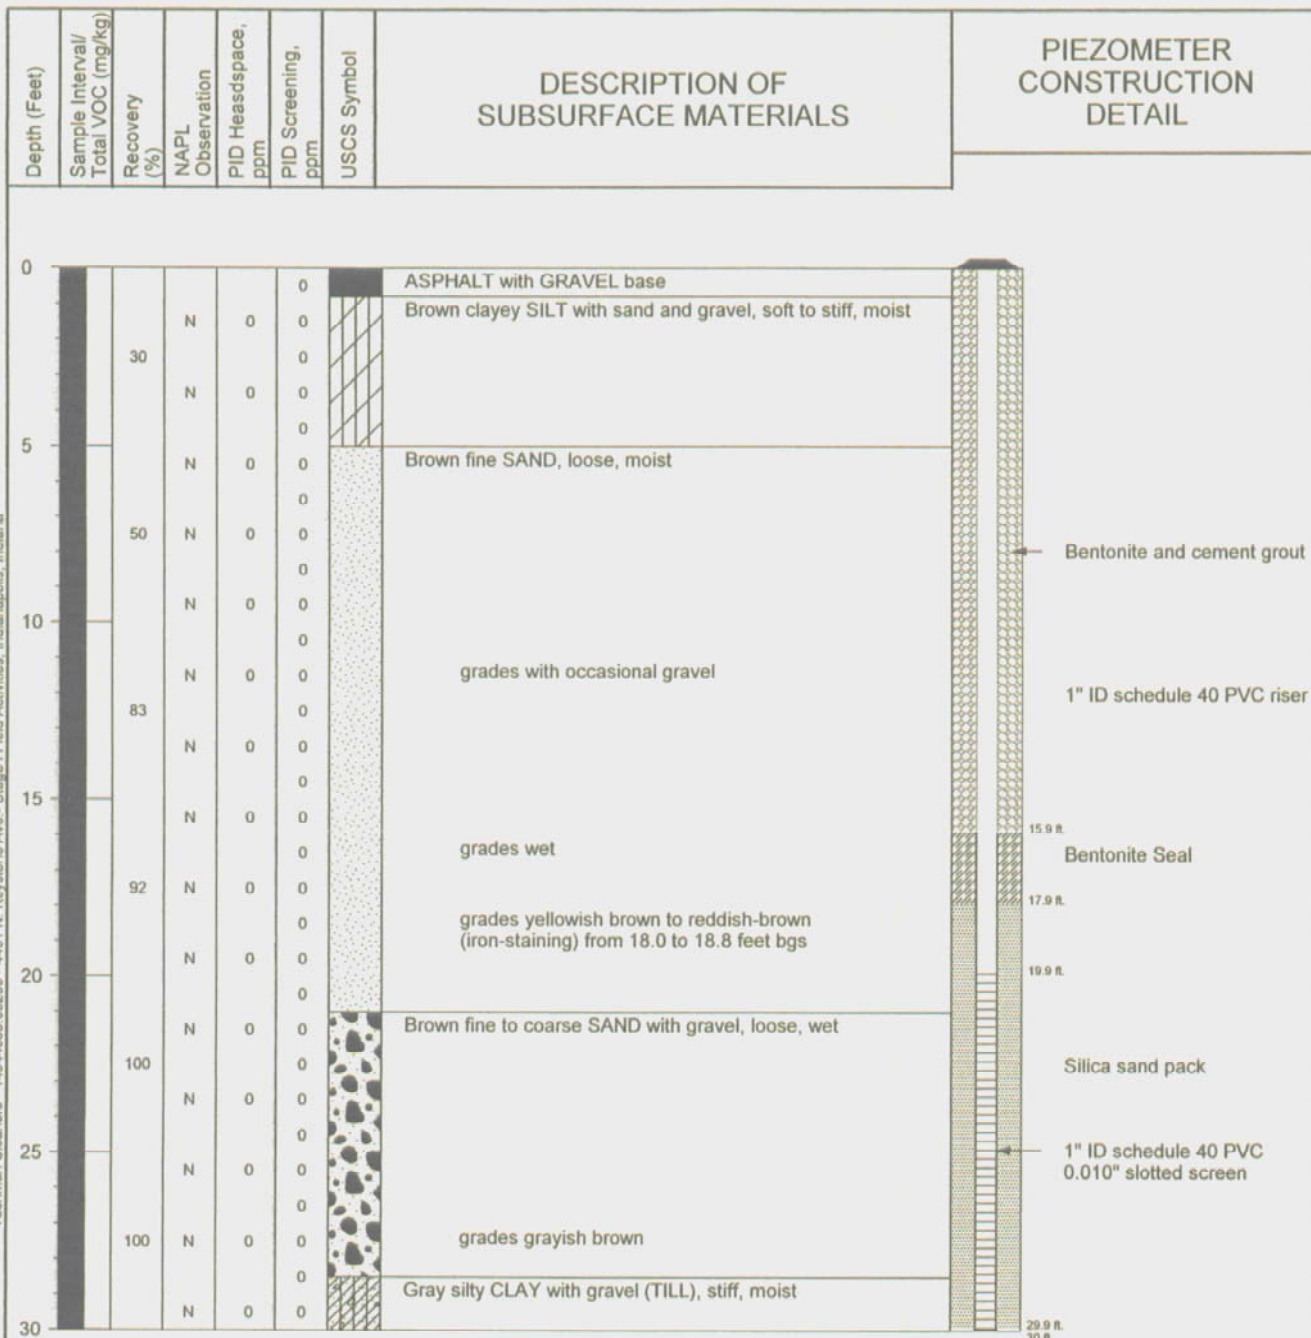 Depth (Feet)
Sample Interval/
Total VOC (mg/kg)
Recovery
(%)
NAPL
Observation
PID Heasdspace,
ppm
PID Screening,
ppm
USCS Symbol
DESCRIPTION OF
SUBSURFACE MATERIALS
PIEZOMETER
CONSTRUCTION
DETAIL
0
0
ASPHALT with GRAVEL base
Brown clayey SILT with sand and gravel, soft to stiff, moist
N 0 0
30 0
N 0 0
0
5
Brown fine SAND, loose, moist
N 0 0
0
50 N 0 0
Bentonite and cement grout
0
N 0 0
10
0
N 0 0 grades with occasional gravel
1" ID schedule 40 PVC riser
83 0
N 0 0
0
15
N 0 0
15.9 ft.
0 grades wet
Bentonite Seal
92 N 0 0
17.9 ft.
0 grades yellowish brown to reddish-brown
(iron-staining) from 18.0 to 18.8 feet bgs
N 0 0
20
19.9 ft.
0
N 0 0 Brown fine to coarse SAND with gravel, loose, wet
100 0
Silica sand pack
N 0 0
0
25
1" ID schedule 40 PVC
0.010" slotted screen
N 0 0
0
100 N 0 0 grades grayish brown
0
Gray silty CLAY with gravel (TILL), stiff, moist
N 0 0
30
29.9 ft.
30 ft.